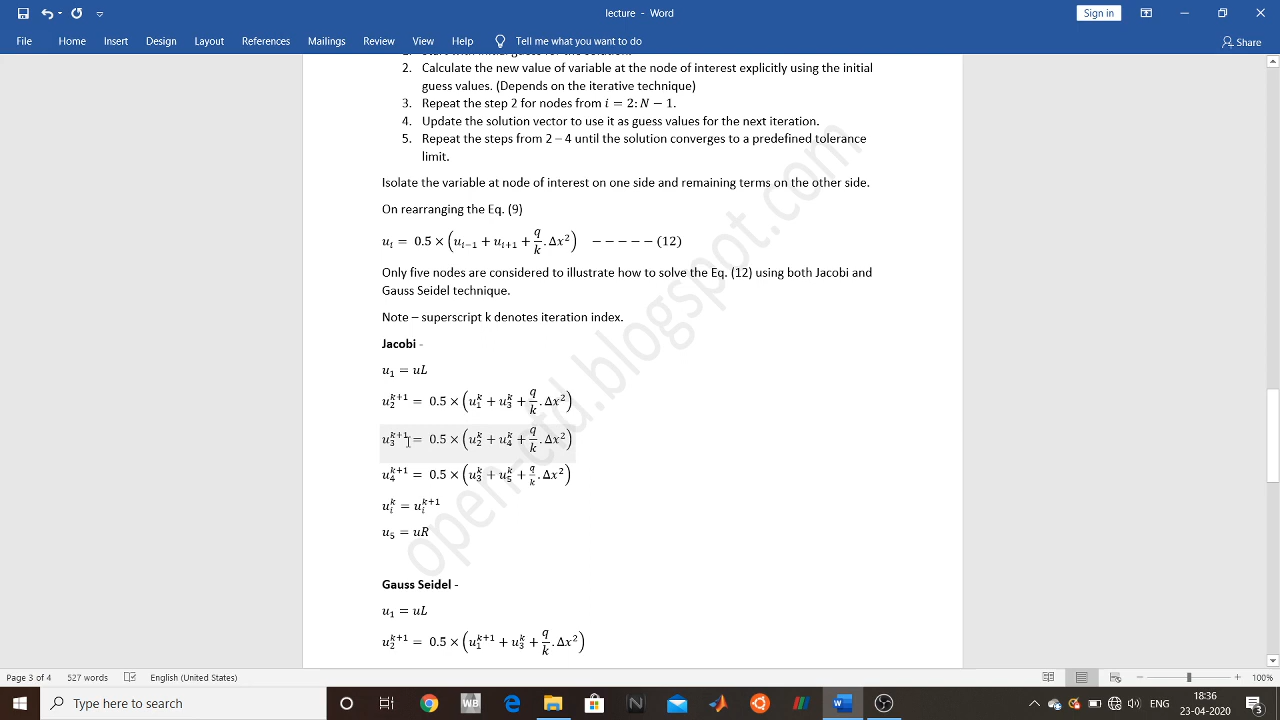 lecture - Word
Sign in
File Home Insert Design Layout References Mailings Review View Help Tell me what you want to do Share
2. Calculate the new value of variable at the node of interest explicitly using the initial
guess values. (Depends on the iterative technique)
3. Repeat the step 2 for nodes from i = 2: N − 1.
4. Update the solution vector to use it as guess values for the next iteration.
5. Repeat the steps from 2 – 4 until the solution converges to a predefined tolerance
limit.
Isolate the variable at node of interest on one side and remaining terms on the other side.
On rearranging the Eq. (9)
u_i = 0.5 × (u_{i−1} + u_{i+1} + q/k . Δx²) − − − − − (12)
Only five nodes are considered to illustrate how to solve the Eq. (12) using both Jacobi and
Gauss Seidel technique.
Note – superscript k denotes iteration index.
Jacobi -
u_1 = uL
u_2^{k+1} = 0.5 × (u_1^k + u_3^k + q/k . Δx²)
u_3^{k+1} = 0.5 × (u_2^k + u_4^k + q/k . Δx²)
u_4^{k+1} = 0.5 × (u_3^k + u_5^k + q/k . Δx²)
u_i^k = u_i^{k+1}
u_5 = uR
Gauss Seidel -
u_1 = uL
u_2^{k+1} = 0.5 × (u_1^{k+1} + u_3^k + q/k . Δx²)
open-cfd.blogspot.com
Page 3 of 4 527 words English (United States) 100%
Type here to search
WB
ENG
18:36
23-04-2020
3